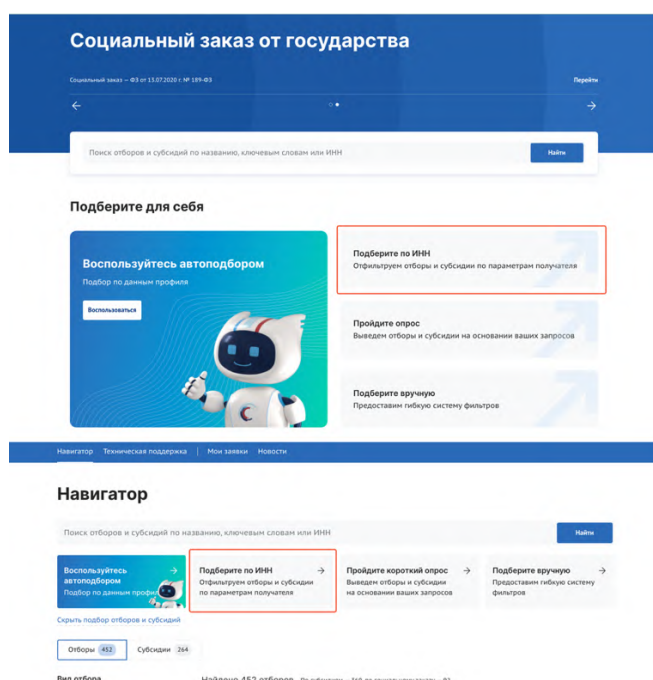 Социальный заказ от государства
Социальный заказ – ФЗ от 13.07.2020 г. № 189-ФЗ
Перейти
Поиск отборов и субсидий по названию, ключевым словам или ИНН
Найти
Подберите для себя
Воспользуйтесь автоподбором
Подбор по данным профиля
Воспользоваться
Подберите по ИНН
Отфильтруем отборы и субсидии по параметрам получателя
Пройдите опрос
Выведем отборы и субсидии на основании ваших запросов
Подберите вручную
Предоставим гибкую систему фильтров
Навигатор Техническая поддержка | Мои заявки Новости
Навигатор
Поиск отборов и субсидий по названию, ключевым словам или ИНН
Найти
Воспользуйтесь
автоподбором
Подбор по данным
Подберите по ИНН
Отфильтруем отборы и субсидии
по параметрам получателя
Пройдите короткий опрос
Выведем отборы и субсидии
на основании ваших запросов
Подберите вручную
Предоставим гибкую систему
фильтров
Скрыть подбор отборов и субсидий
Отборы 452 Субсидии 264
Вид отбора
Найдено 452 отборов